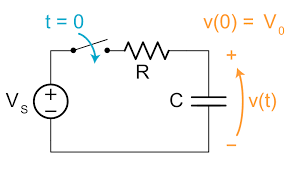 t = 0
v(0) = V₀
R
+
Vₛ
+
−
C
v(t)
−